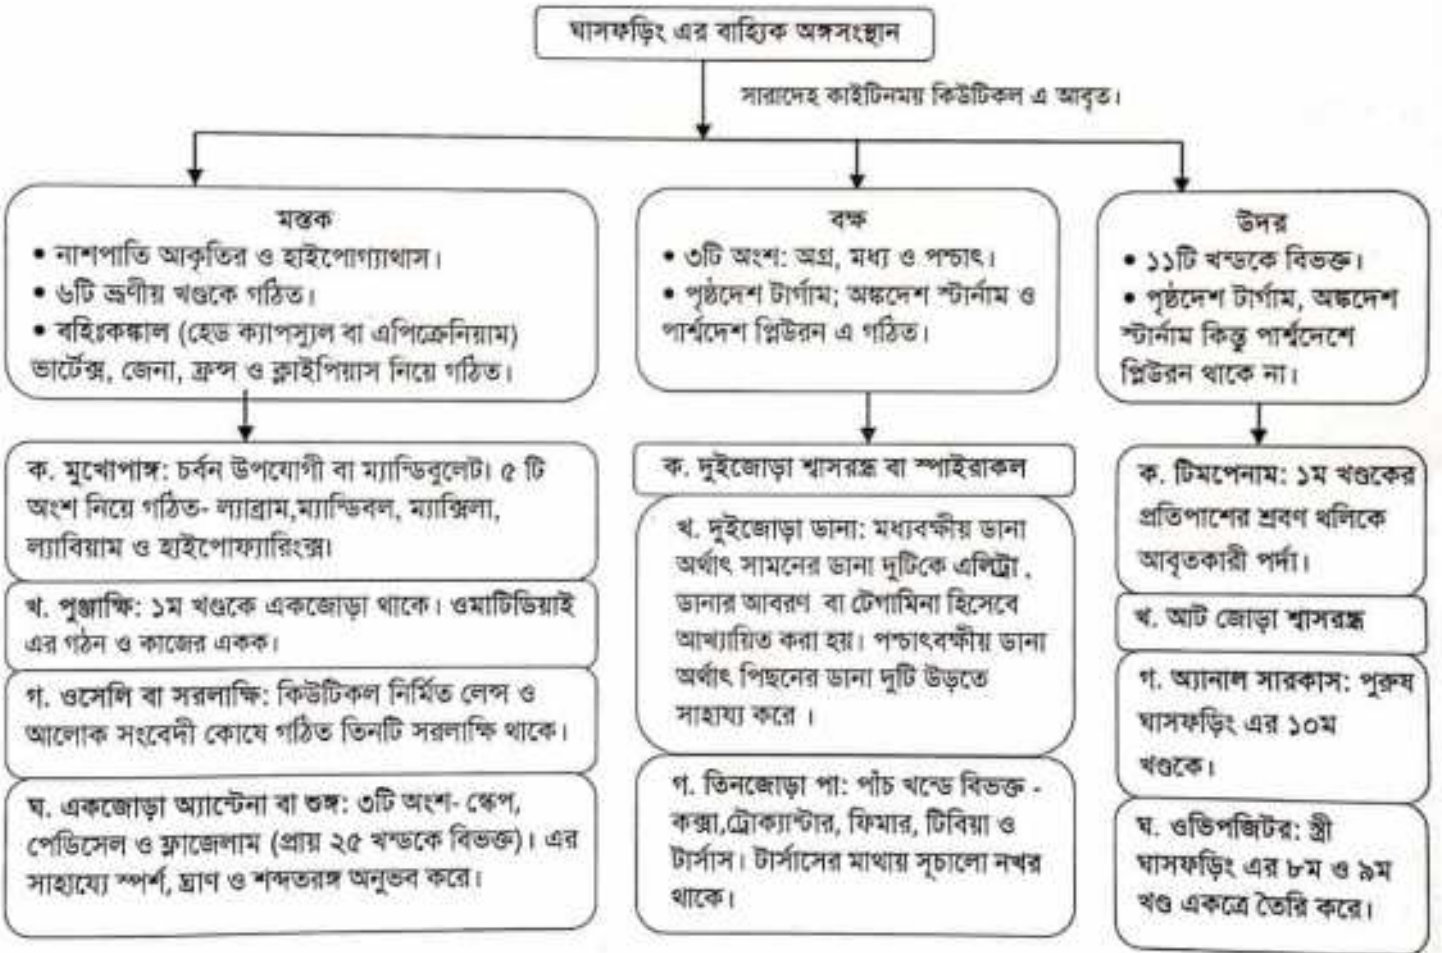 ঘাসফড়িং এর বাহ্যিক অঙ্গসংস্থান
সারাদেহ কাইটিনময় কিউটিকল এ আবৃত।
মস্তক
• নাশপাতি আকৃতির ও হাইপোগ্যাথাস।
• ৬টি ভ্রূণীয় খণ্ডকে গঠিত।
• বহিঃকঙ্কাল (হেড ক্যাপস্যুল বা এপিক্রেনিয়াম)
ভার্টেক্স, জেনা, ফ্রন্স ও ক্লাইপিয়াস নিয়ে গঠিত।
ক. মুখোপাঙ্গ: চর্বন উপযোগী বা ম্যান্ডিবুলেট। ৫ টি
অংশ নিয়ে গঠিত- ল্যাব্রাম,ম্যান্ডিবল, ম্যাক্সিলা,
ল্যাবিয়াম ও হাইপোফ্যারিংক্স।
খ. পুঞ্জাক্ষি: ১ম খণ্ডকে একজোড়া থাকে। ওমাটিডিয়াই
এর গঠন ও কাজের একক।
গ. ওসেলি বা সরলাক্ষি: কিউটিকল নির্মিত লেন্স ও
আলোক সংবেদী কোষে গঠিত তিনটি সরলাক্ষি থাকে।
ঘ. একজোড়া অ্যান্টেনা বা শুঙ্গ: ৩টি অংশ- স্কেপ,
পেডিসেল ও ফ্লাজেলাম (প্রায় ২৫ খন্ডকে বিভক্ত)। এর
সাহায্যে স্পর্শ, ঘ্রাণ ও শব্দতরঙ্গ অনুভব করে।
বক্ষ
• ৩টি অংশ: অগ্র, মধ্য ও পশ্চাৎ।
• পৃষ্ঠদেশ টার্গাম; অঙ্কদেশ স্টার্নাম ও
পার্শ্বদেশ প্লিউরন এ গঠিত।
ক. দুইজোড়া শ্বাসরন্ধ্র বা স্পাইরাকল
খ. দুইজোড়া ডানা: মধ্যবক্ষীয় ডানা
অর্থাৎ সামনের ডানা দুটিকে এলিট্রা ,
ডানার আবরণ বা টেগামিনা হিসেবে
আখ্যায়িত করা হয়। পশ্চাৎবক্ষীয় ডানা
অর্থাৎ পিছনের ডানা দুটি উড়তে
সাহায্য করে ।
গ. তিনজোড়া পা: পাঁচ খন্ডে বিভক্ত -
কক্সা,ট্রোক্যান্টার, ফিমার, টিবিয়া ও
টার্সাস। টার্সাসের মাথায় সূচালো নখর
থাকে।
উদর
• ১১টি খন্ডকে বিভক্ত।
• পৃষ্ঠদেশ টার্গাম, অঙ্কদেশ
স্টার্নাম কিন্তু পার্শ্বদেশে
প্লিউরন থাকে না।
ক. টিমপেনাম: ১ম খণ্ডকের
প্রতিপাশের শ্রবণ থলিকে
আবৃতকারী পর্দা।
খ. আট জোড়া শ্বাসরন্ধ্র
গ. অ্যানাল সারকাস: পুরুষ
ঘাসফড়িং এর ১০ম
খণ্ডকে।
ঘ. ওভিপজিটর: স্ত্রী
ঘাসফড়িং এর ৮ম ও ৯ম
খণ্ড একত্রে তৈরি করে।